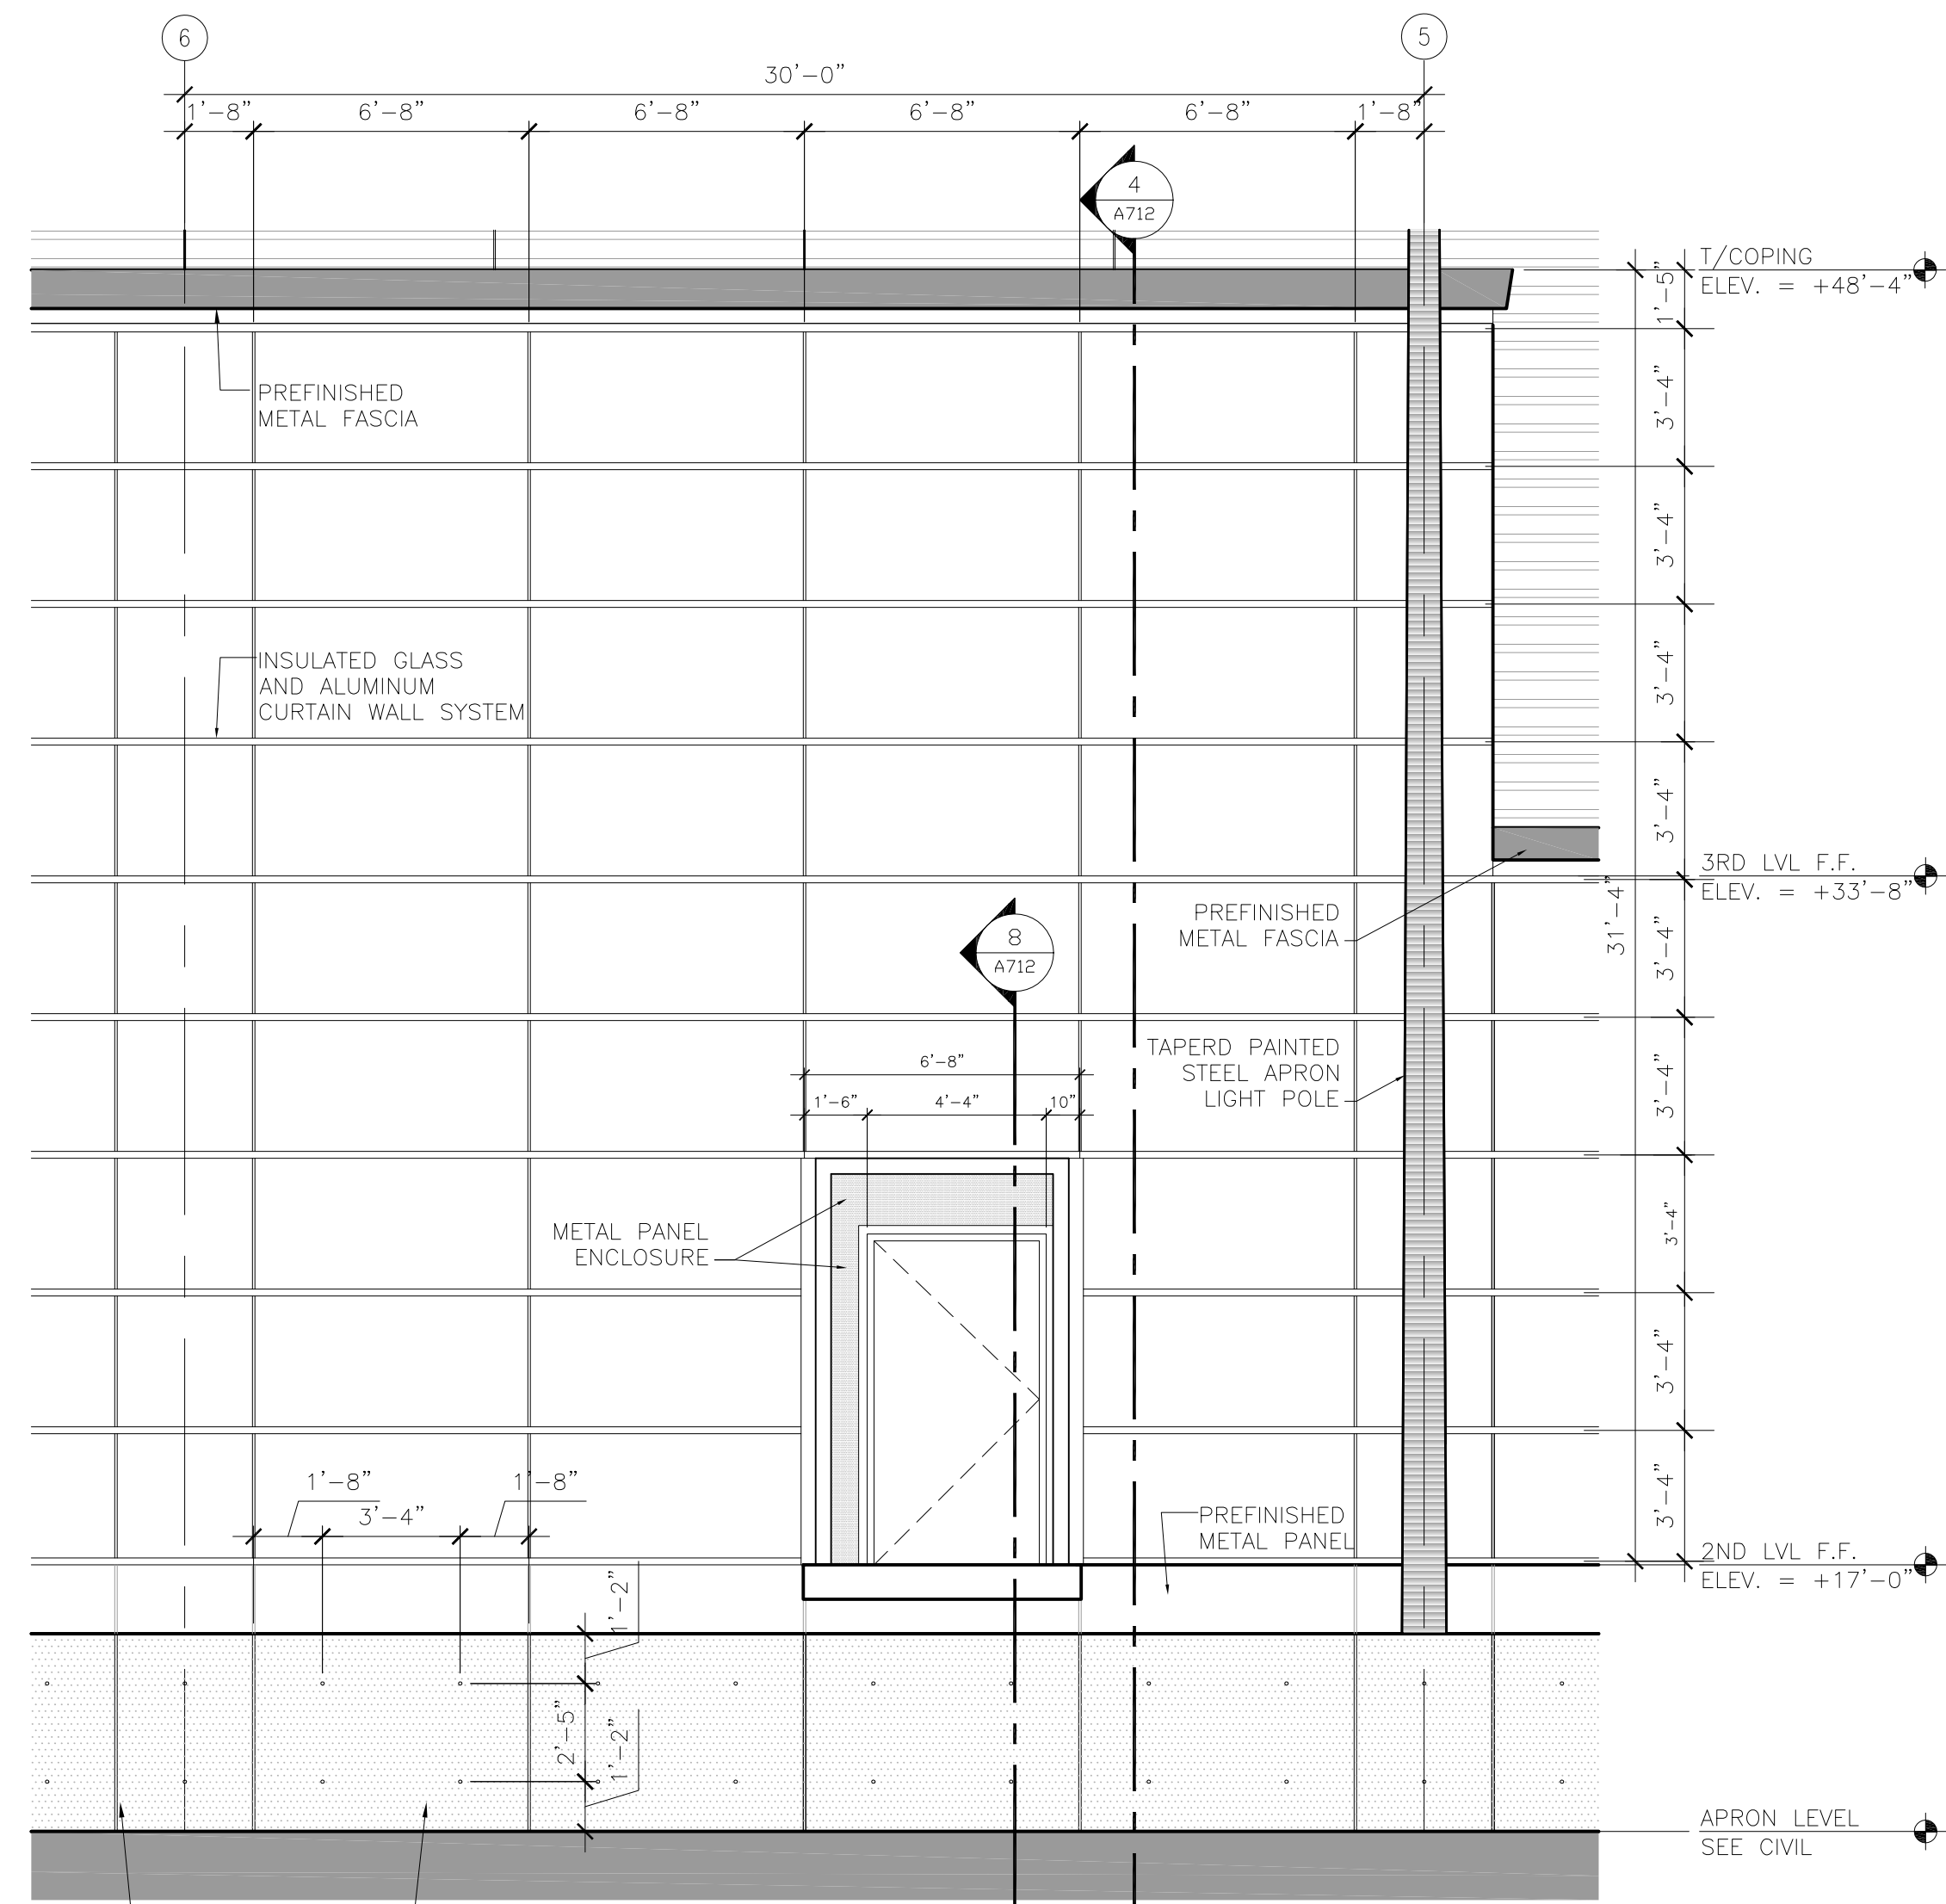 6
5
30'-0"
1'-8"
6'-8"
6'-8"
6'-8"
6'-8"
1'-8"
4
A712
T/COPING
ELEV. = +48'-4"
1'-5"
PREFINISHED
METAL FASCIA
3'-4"
3'-4"
INSULATED GLASS
AND ALUMINUM
CURTAIN WALL SYSTEM
3'-4"
3'-4"
3RD LVL F.F.
ELEV. = +33'-8"
31'-4"
PREFINISHED
METAL FASCIA
8
A712
3'-4"
TAPERD PAINTED
STEEL APRON
LIGHT POLE
6'-8"
1'-6"
4'-4"
10"
3'-4"
METAL PANEL
ENCLOSURE
3'-4"
3'-4"
1'-8"
3'-4"
1'-8"
3'-4"
PREFINISHED
METAL PANEL
2ND LVL F.F.
ELEV. = +17'-0"
1'-2"
2'-5"
1'-2"
APRON LEVEL
SEE CIVIL